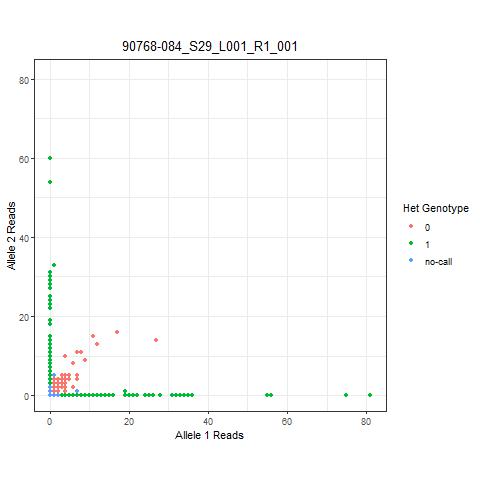 90768-084_S29_L001_R1_001
80
60
40
20
0
Allele 2 Reads
0 20 40 60 80
Allele 1 Reads
Het Genotype
0
1
no-call